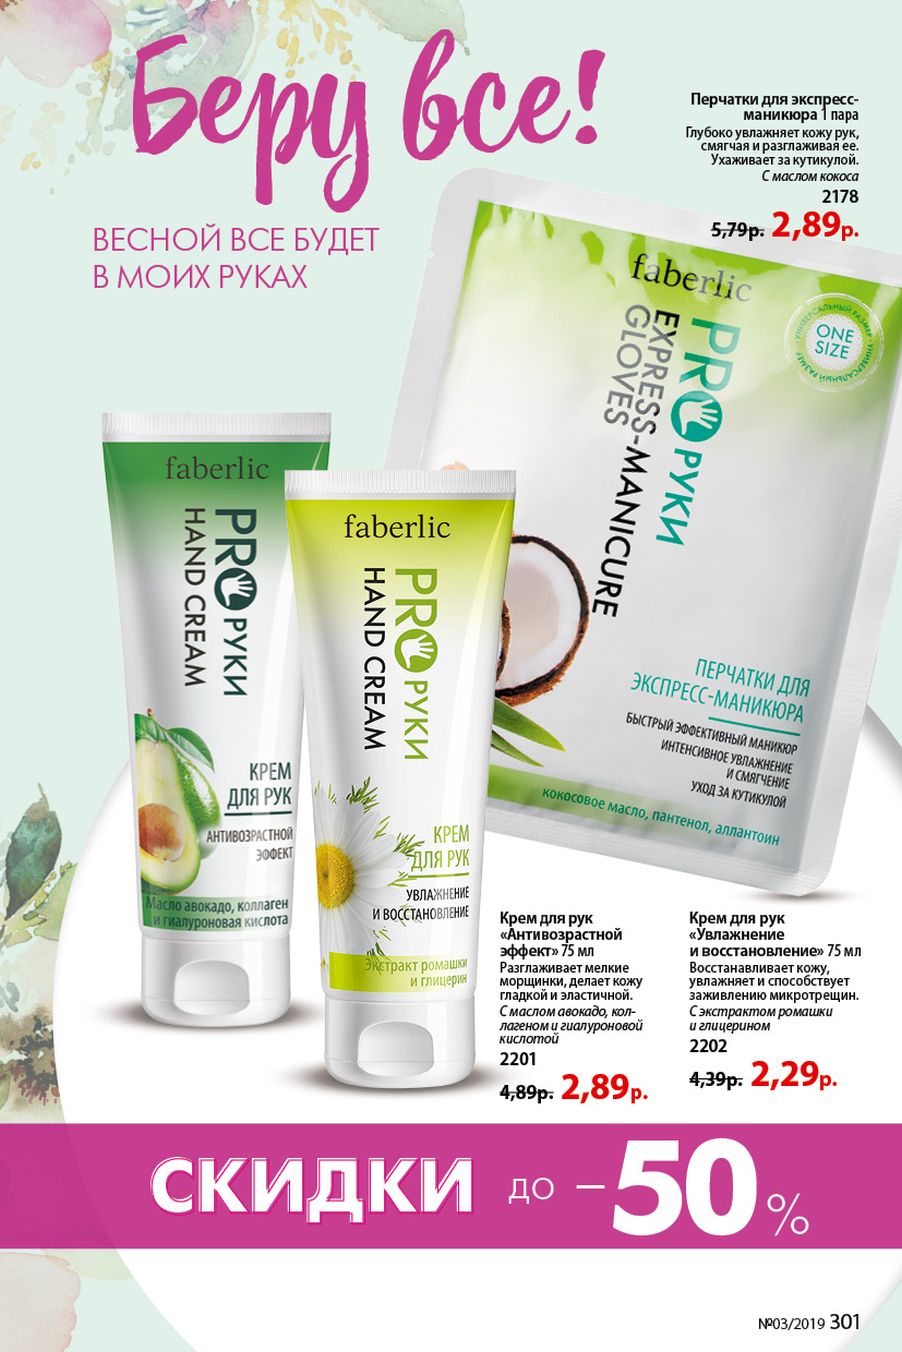 Беру все!
ВЕСНОЙ ВСЕ БУДЕТ
В МОИХ РУКАХ
Перчатки для экспресс-
маникюра 1 пара
Глубоко увлажняет кожу рук,
смягчая и разглаживая ее.
Ухаживает за кутикулой.
С маслом кокоса
2178
5,79р. 2,89р.
faberlic
PRO РУКИ
EXPRESS-MANICURE
GLOVES
УНИВЕРСАЛЬНЫЙ РАЗМЕР · УНИВЕРСАЛЬНЫЙ РАЗМЕР ·
ONE
SIZE
ПЕРЧАТКИ ДЛЯ
ЭКСПРЕСС-МАНИКЮРА
БЫСТРЫЙ ЭФФЕКТИВНЫЙ МАНИКЮР
ИНТЕНСИВНОЕ УВЛАЖНЕНИЕ
И СМЯГЧЕНИЕ
УХОД ЗА КУТИКУЛОЙ
кокосовое масло, пантенол, аллантоин
faberlic
PRO РУКИ
HAND CREAM
КРЕМ
ДЛЯ РУК
АНТИВОЗРАСТНОЙ
ЭФФЕКТ
Масло авокадо, коллаген
и гиалуроновая кислота
faberlic
PRO РУКИ
HAND CREAM
КРЕМ
ДЛЯ РУК
УВЛАЖНЕНИЕ
И ВОССТАНОВЛЕНИЕ
Экстракт ромашки
и глицерин
Крем для рук
«Антивозрастной
эффект» 75 мл
Разглаживает мелкие
морщинки, делает кожу
гладкой и эластичной.
С маслом авокадо, кол-
лагеном и гиалуроновой
кислотой
2201
4,89р. 2,89р.
Крем для рук
«Увлажнение
и восстановление» 75 мл
Восстанавливает кожу,
увлажняет и способствует
заживлению микротрещин.
С экстрактом ромашки
и глицерином
2202
4,39р. 2,29р.
СКИДКИ ДО –50%
№03/2019 301